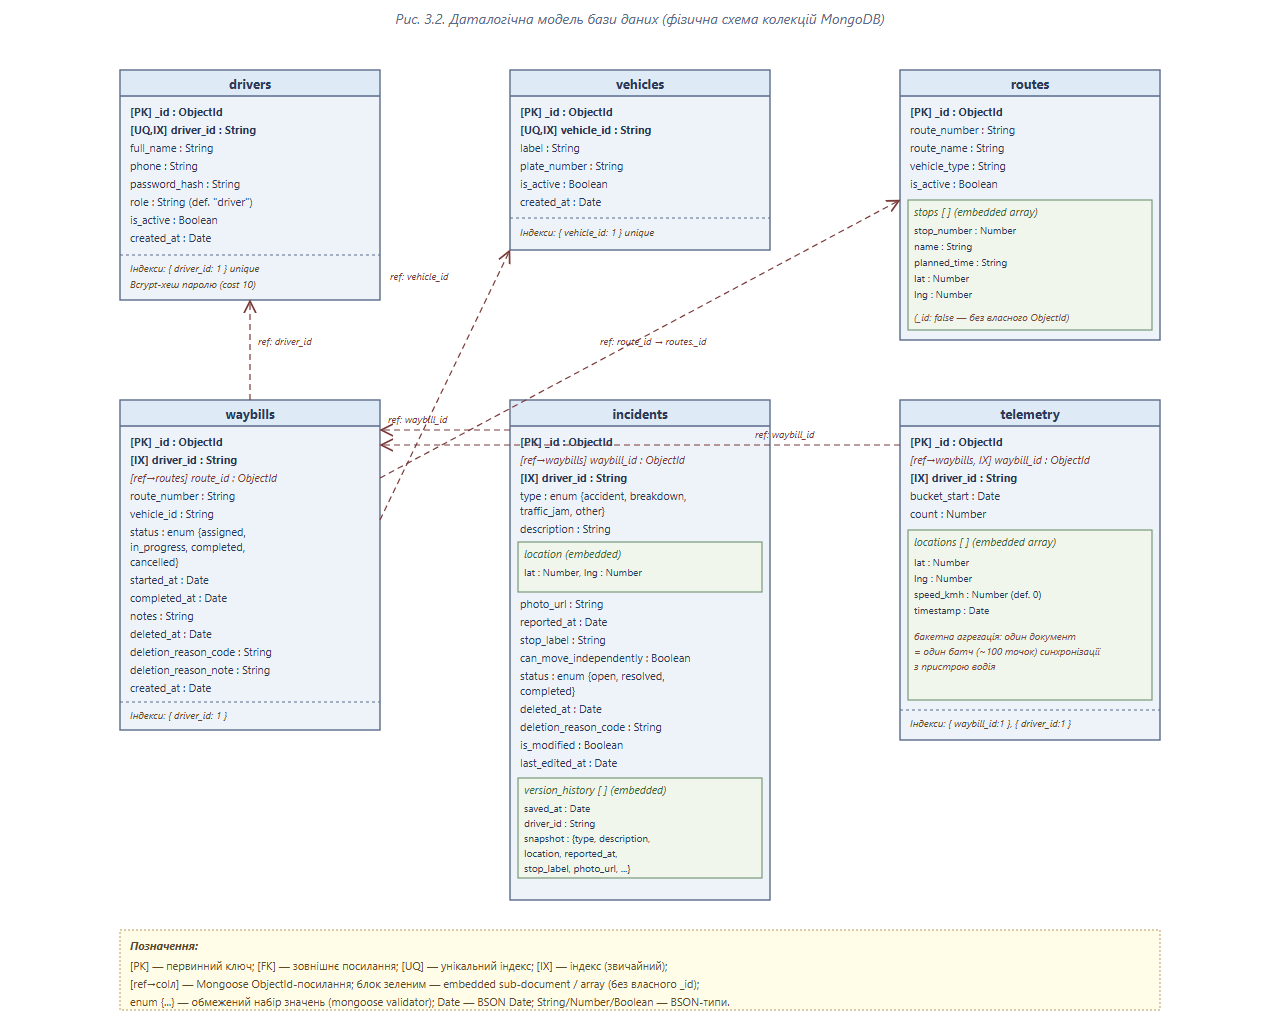 Рис. 3.2. Даталогічна модель бази даних (фізична схема колекцій MongoDB)
drivers
[PK] _id : ObjectId
[UQ,IX] driver_id : String
full_name : String
phone : String
password_hash : String
role : String (def. "driver")
is_active : Boolean
created_at : Date
Індекси: { driver_id: 1 } unique
Bcrypt-хеш паролю (cost 10)
vehicles
[PK] _id : ObjectId
[UQ,IX] vehicle_id : String
label : String
plate_number : String
is_active : Boolean
created_at : Date
Індекси: { vehicle_id: 1 } unique
routes
[PK] _id : ObjectId
route_number : String
route_name : String
vehicle_type : String
is_active : Boolean
stops [ ] (embedded array)
stop_number : Number
name : String
planned_time : String
lat : Number
lng : Number
(_id: false — без власного ObjectId)
ref: vehicle_id
ref: driver_id
ref: route_id → routes._id
ref: waybill_id
ref: waybill_id
waybills
[PK] _id : ObjectId
[IX] driver_id : String
[ref→routes] route_id : ObjectId
route_number : String
vehicle_id : String
status : enum {assigned,
in_progress, completed,
cancelled}
started_at : Date
completed_at : Date
notes : String
deleted_at : Date
deletion_reason_code : String
deletion_reason_note : String
created_at : Date
Індекси: { driver_id: 1 }
incidents
[PK] _id : ObjectId
[ref→waybills] waybill_id : ObjectId
[IX] driver_id : String
type : enum {accident, breakdown,
traffic_jam, other}
description : String
location (embedded)
lat : Number, lng : Number
photo_url : String
reported_at : Date
stop_label : String
can_move_independently : Boolean
status : enum {open, resolved,
completed}
deleted_at : Date
deletion_reason_code : String
is_modified : Boolean
last_edited_at : Date
version_history [ ] (embedded)
saved_at : Date
driver_id : String
snapshot : {type, description,
location, reported_at,
stop_label, photo_url, ...}
telemetry
[PK] _id : ObjectId
[ref→waybills, IX] waybill_id : ObjectId
[IX] driver_id : String
bucket_start : Date
count : Number
locations [ ] (embedded array)
lat : Number
lng : Number
speed_kmh : Number (def. 0)
timestamp : Date
бакетна агрегація: один документ
= один батч (~100 точок) синхронізації
з пристрою водія
Індекси: { waybill_id:1 }, { driver_id:1 }
Позначення:
[PK] — первинний ключ; [FK] — зовнішнє посилання; [UQ] — унікальний індекс; [IX] — індекс (звичайний);
[ref→coлл] — Mongoose ObjectId-посилання; блок зеленим — embedded sub-document / array (без власного _id);
enum {...} — обмежений набір значень (mongoose validator); Date — BSON Date; String/Number/Boolean — BSON-типи.